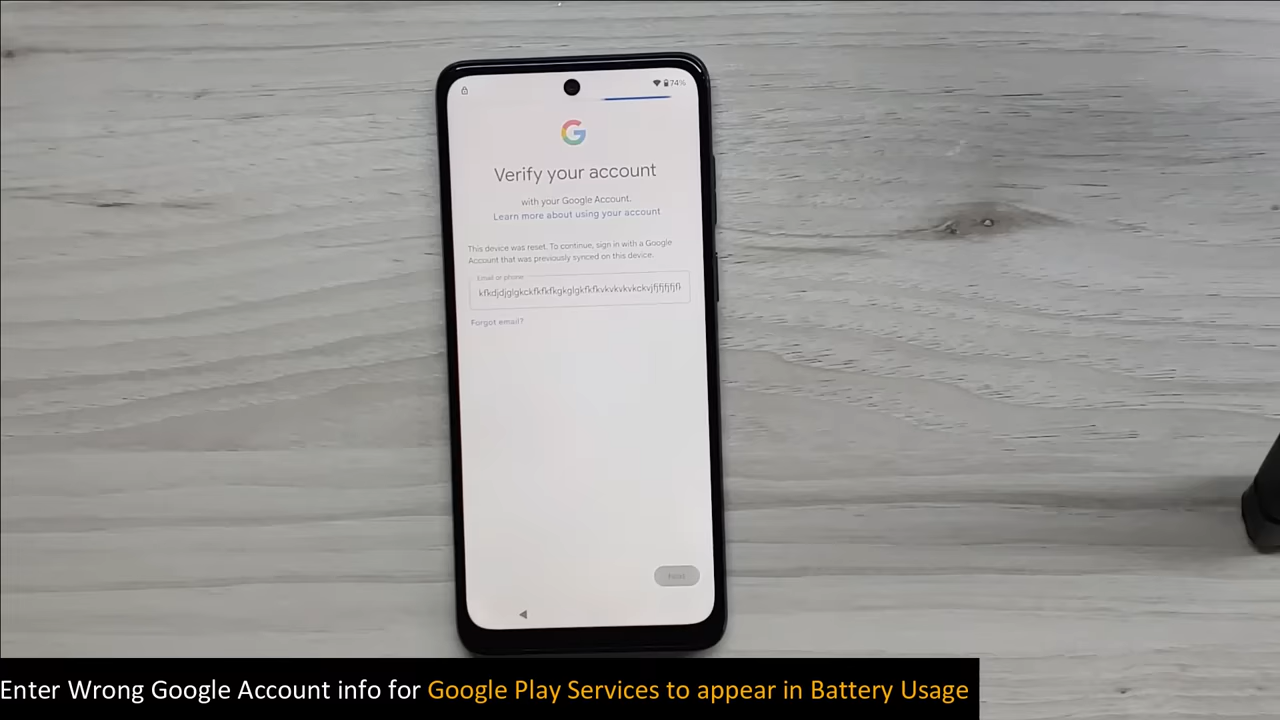 74%
G
Verify your account
with your Google Account.
Learn more about using your account
This device was reset. To continue, sign in with a Google
Account that was previously synced on this device.
Email or phone
kfkdjdjglgkckfkfkfkgkglgkfkfkvkvkvkvkckvjfjfjfjfjfk
Forgot email?
Next
Enter Wrong Google Account info for Google Play Services to appear in Battery Usage